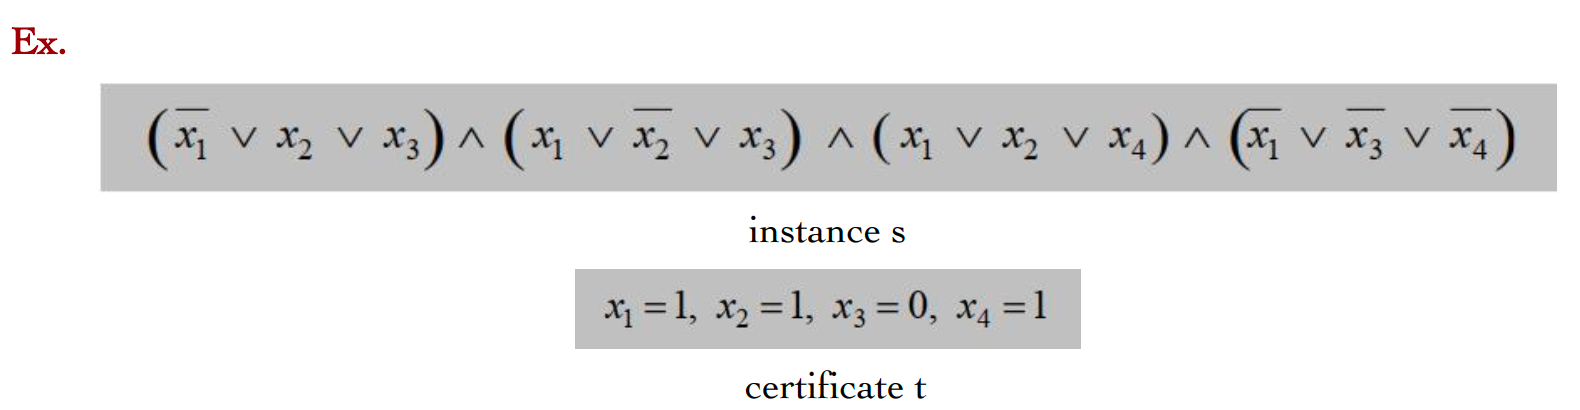 Ex.
(x̅₁ ∨ x₂ ∨ x₃) ∧ (x₁ ∨ x̅₂ ∨ x₃) ∧ (x₁ ∨ x₂ ∨ x₄) ∧ (x̅₁ ∨ x̅₃ ∨ x̅₄)
instance s
x₁ = 1, x₂ = 1, x₃ = 0, x₄ = 1
certificate t